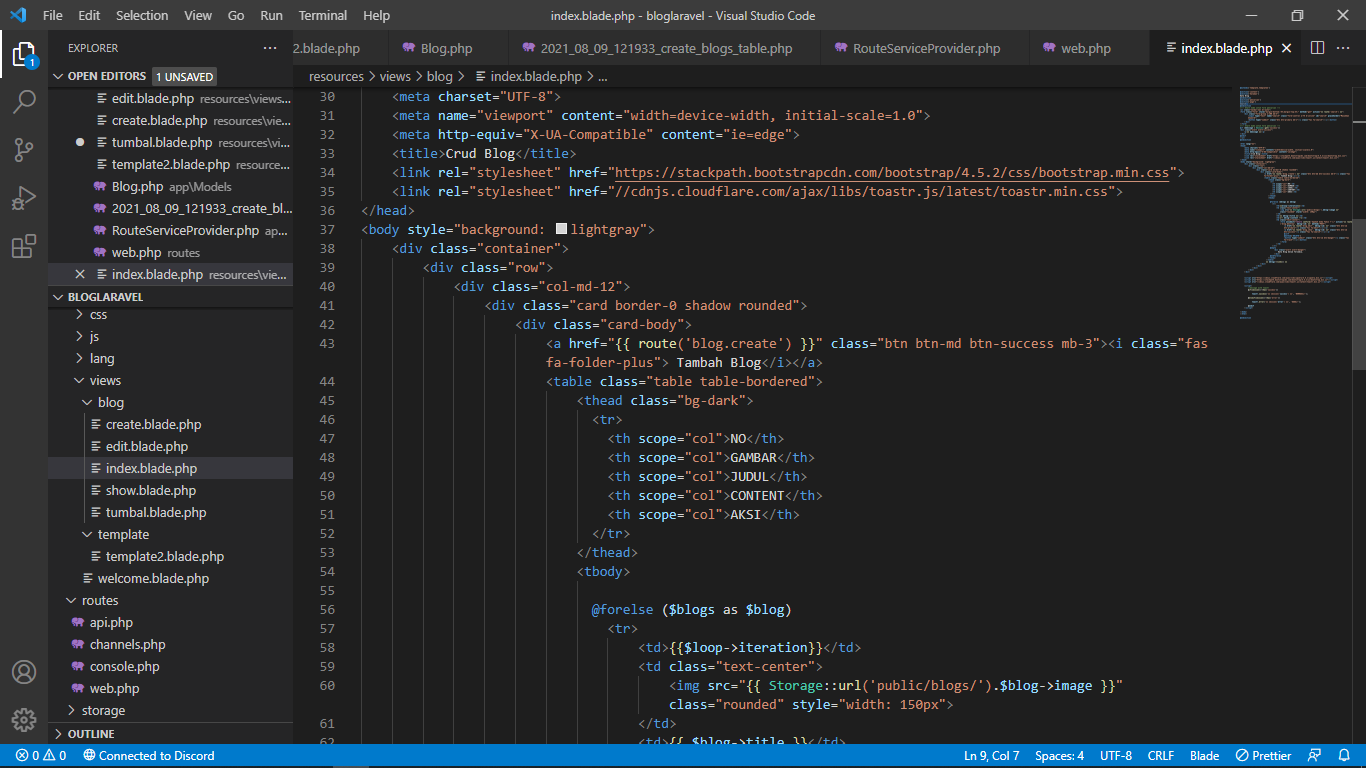 File Edit Selection View Go Run Terminal Help
index.blade.php - bloglaravel - Visual Studio Code
EXPLORER ...
OPEN EDITORS 1 UNSAVED
edit.blade.php resources\views...
create.blade.php resources\vie...
tumbal.blade.php resources\vi...
template2.blade.php resource...
Blog.php app\Models
2021_08_09_121933_create_bl...
RouteServiceProvider.php ap...
web.php routes
index.blade.php resources\vie...
BLOGLARAVEL
css
js
lang
views
blog
create.blade.php
edit.blade.php
index.blade.php
show.blade.php
tumbal.blade.php
template
template2.blade.php
welcome.blade.php
routes
api.php
channels.php
console.php
web.php
storage
OUTLINE
1
2.blade.php Blog.php 2021_08_09_121933_create_blogs_table.php RouteServiceProvider.php web.php index.blade.php ...
resources > views > blog > index.blade.php > ...
30 <meta charset="UTF-8">
31 <meta name="viewport" content="width=device-width, initial-scale=1.0">
32 <meta http-equiv="X-UA-Compatible" content="ie=edge">
33 <title>Crud Blog</title>
34 <link rel="stylesheet" href="https://stackpath.bootstrapcdn.com/bootstrap/4.5.2/css/bootstrap.min.css">
35 <link rel="stylesheet" href="//cdnjs.cloudflare.com/ajax/libs/toastr.js/latest/toastr.min.css">
36 </head>
37 <body style="background: lightgray">
38 <div class="container">
39 <div class="row">
40 <div class="col-md-12">
41 <div class="card border-0 shadow rounded">
42 <div class="card-body">
43 <a href="{{ route('blog.create') }}" class="btn btn-md btn-success mb-3"><i class="fas
fa-folder-plus"> Tambah Blog</i></a>
44 <table class="table table-bordered">
45 <thead class="bg-dark">
46 <tr>
47 <th scope="col">NO</th>
48 <th scope="col">GAMBAR</th>
49 <th scope="col">JUDUL</th>
50 <th scope="col">CONTENT</th>
51 <th scope="col">AKSI</th>
52 </tr>
53 </thead>
54 <tbody>
55
56 @forelse ($blogs as $blog)
57 <tr>
58 <td>{{$loop->iteration}}</td>
59 <td class="text-center">
60 <img src="{{ Storage::url('public/blogs/').$blog->image }}"
class="rounded" style="width: 150px">
61 </td>
62 <td>{{ $blog->title }}</td>
0 0 Connected to Discord Ln 9, Col 7 Spaces: 4 UTF-8 CRLF Blade Prettier